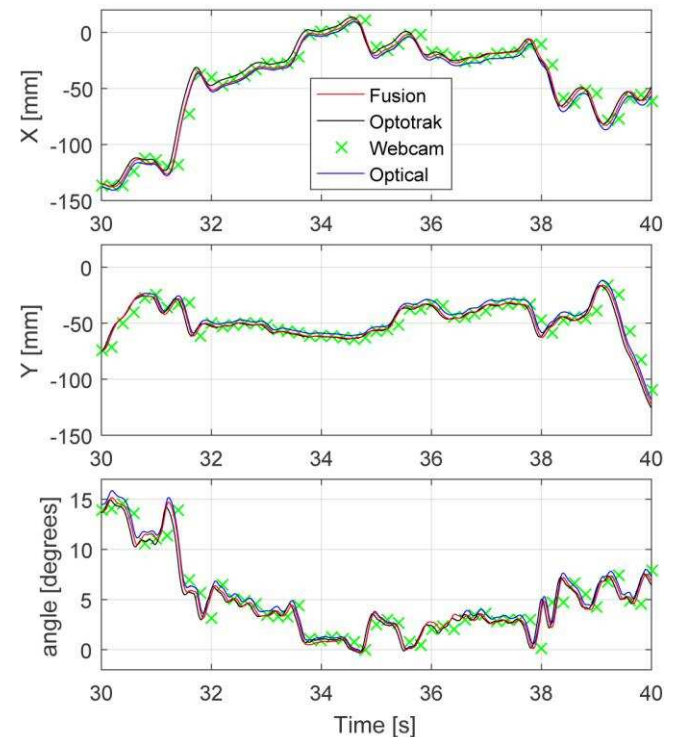 0
-50
-100
-150
X [mm]
Fusion
Optotrak
Webcam
Optical
30 32 34 36 38 40
0
-50
-100
-150
Y [mm]
30 32 34 36 38 40
15
10
5
0
angle [degrees]
30 32 34 36 38 40
Time [s]